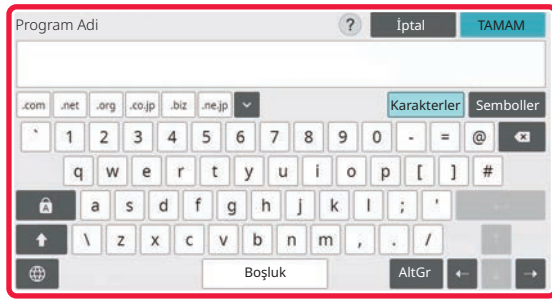 Program Adi ? İptal TAMAM
.com .net .org .co.jp .biz .ne.jp Karakterler Semboller
` 1 2 3 4 5 6 7 8 9 0 - = @
q w e r t y u i o p [ ] #
A a s d f g h j k l ; '
\ z x c v b n m , . /
Boşluk AltGr